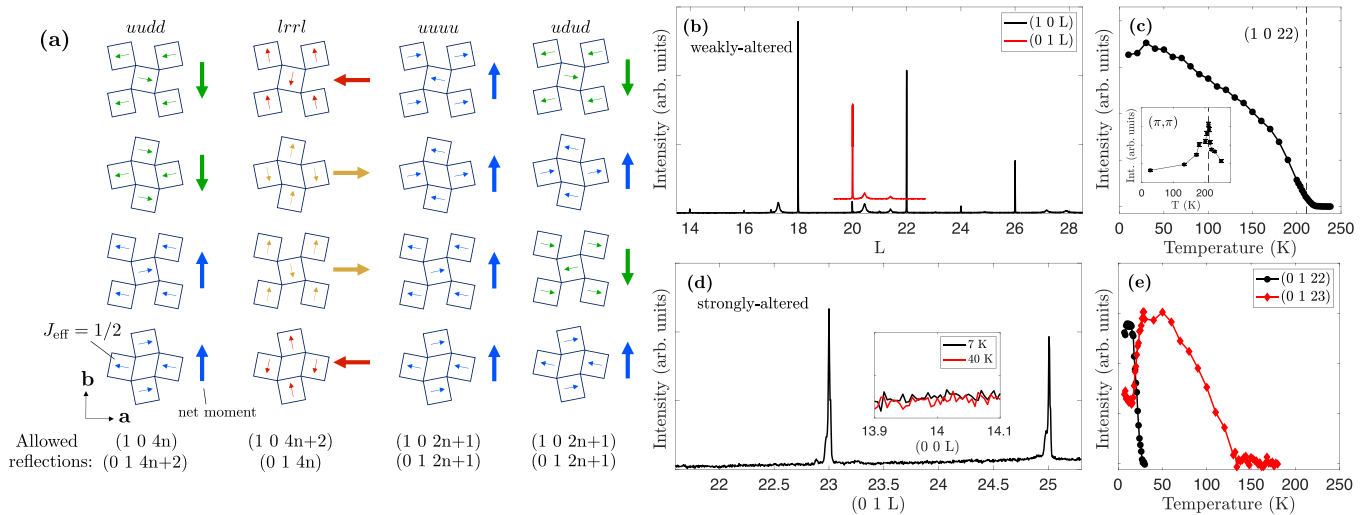 (a)
uudd
lrrl
uuuu
udud
J_eff = 1/2
b
a
net moment
Allowed reflections:
(1 0 4n)
(0 1 4n+2)
(1 0 4n+2)
(0 1 4n)
(1 0 2n+1)
(0 1 2n+1)
(1 0 2n+1)
(0 1 2n+1)
(b)
weakly-altered
(1 0 L)
(0 1 L)
Intensity (arb. units)
14 16 18 20 22 24 26 28
L
(c)
(1 0 22)
Intensity (arb. units)
(π,π)
Int. (arb. units)
0 100 200
T (K)
0 50 100 150 200 250
Temperature (K)
(d)
strongly-altered
Intensity (arb. units)
7 K
40 K
13.9 14 14.1
(0 0 L)
22 22.5 23 23.5 24 24.5 25
(0 1 L)
(e)
(0 1 22)
(0 1 23)
Intensity (arb. units)
0 50 100 150 200 250
Temperature (K)